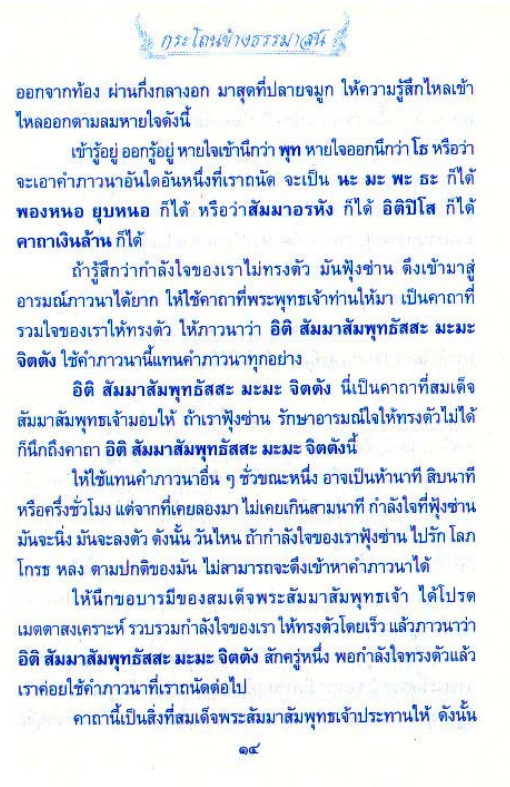 กระโถนข้างธรรมาสน์
ออกจากท้อง ผ่านกึ่งกลางอก มาสุดที่ปลายจมูก ให้ความรู้สึกไหลเข้า
ไหลออกตามลมหายใจดังนี้
เข้ารู้อยู่ ออกรู้อยู่ หายใจเข้านึกว่า พุท หายใจออกนึกว่า โธ หรือว่า
จะเอาคำภาวนาอันใดอันหนึ่งที่เราถนัด จะเป็น นะ มะ พะ ธะ ก็ได้
พองหนอ ยุบหนอ ก็ได้ หรือว่าสัมมาอรหัง ก็ได้ อิติปิโส ก็ได้
คาถาเงินล้าน ก็ได้
ถ้ารู้สึกว่ากำลังใจของเราไม่ทรงตัว มันฟุ้งซ่าน ดึงเข้ามาสู่
อารมณ์ภาวนาได้ยาก ให้ใช้คาถาที่พระพุทธเจ้าท่านให้มา เป็นคาถาที่
รวมใจของเราให้ทรงตัว ให้ภาวนาว่า อิติ สัมมาสัมพุทธัสสะ มะมะ
จิตตัง ใช้คำภาวนานี้แทนคำภาวนาทุกอย่าง
อิติ สัมมาสัมพุทธัสสะ มะมะ จิตตัง นี่เป็นคาถาที่สมเด็จ
สัมมาสัมพุทธเจ้ามอบให้ ถ้าเราฟุ้งซ่าน รักษาอารมณ์ใจให้ทรงตัวไม่ได้
ก็นึกถึงคาถา อิติ สัมมาสัมพุทธัสสะ มะมะ จิตตังนี้
ให้ใช้แทนคำภาวนาอื่น ๆ ชั่วขณะหนึ่ง อาจเป็นห้านาที สิบนาที
หรือครึ่งชั่วโมง แต่จากที่เคยลองมา ไม่เคยเกินสามนาที กำลังใจที่ฟุ้งซ่าน
มันจะนิ่ง มันจะลงตัว ดังนั้น วันไหน ถ้ากำลังใจของเราฟุ้งซ่าน ไปรัก โลภ
โกรธ หลง ตามปกติของมัน ไม่สามารถจะดึงเข้าหาคำภาวนาได้
ให้นึกขอบารมีของสมเด็จพระสัมมาสัมพุทธเจ้า ได้โปรด
เมตตาสงเคราะห์ รวบรวมกำลังใจของเรา ให้ทรงตัวโดยเร็ว แล้วภาวนาว่า
อิติ สัมมาสัมพุทธัสสะ มะมะ จิตตัง สักครู่หนึ่ง พอกำลังใจทรงตัวแล้ว
เราค่อยใช้คำภาวนาที่เราถนัดต่อไป
คาถานี้เป็นสิ่งที่สมเด็จพระสัมมาสัมพุทธเจ้าประทานให้ ดังนั้น
๑๔